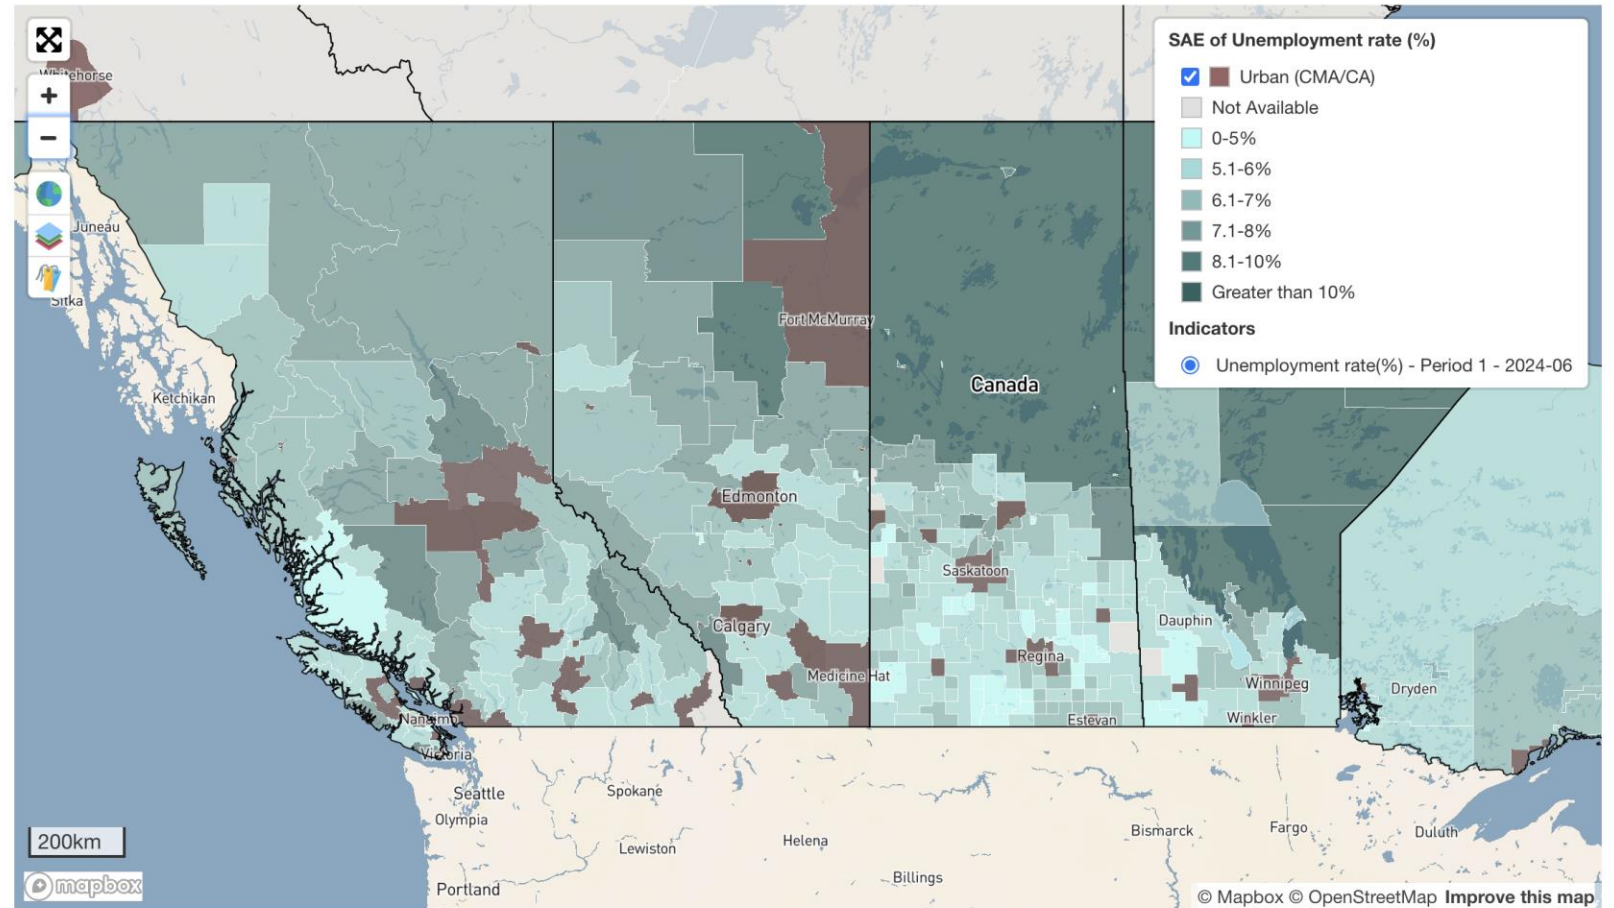 SAE of Unemployment rate (%)
Urban (CMA/CA)
Not Available
0-5%
5.1-6%
6.1-7%
7.1-8%
8.1-10%
Greater than 10%
Indicators
Unemployment rate(%) - Period 1 - 2024-06
+
−
Whitehorse
Juneau
Sitka
Ketchikan
Fort McMurray
Canada
Edmonton
Saskatoon
Calgary
Dauphin
Regina
Medicine Hat
Winnipeg
Dryden
Nanaimo
Estevan
Winkler
Victoria
Seattle
Spokane
Olympia
Bismarck
Fargo
Duluth
Helena
Lewiston
Billings
Portland
200km
mapbox
© Mapbox © OpenStreetMap Improve this map